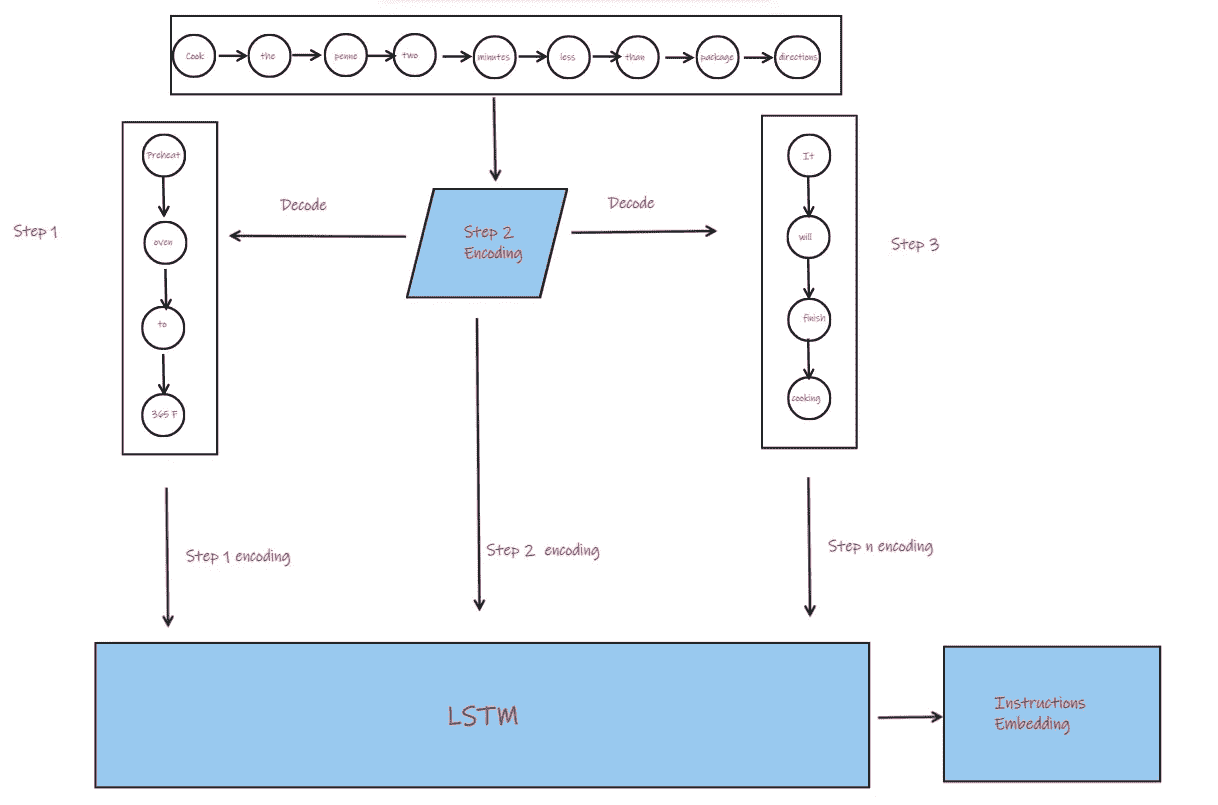 Cook the penne two minutes less than package directions
Preheat
oven
to
365 F
Step 1
Decode
Step 2
Encoding
Decode
It
will
finish
cooking
Step 3
Step 1 encoding
Step 2 encoding
Step n encoding
LSTM
Instructions
Embedding